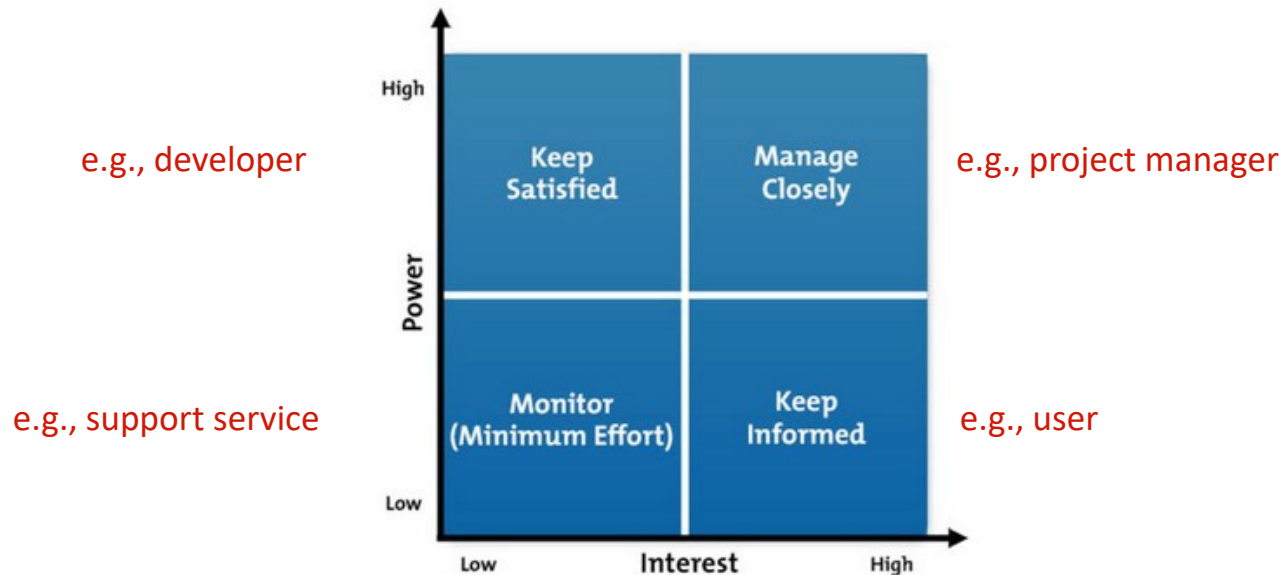 High
e.g., developer
Keep
Satisfied
Manage
Closely
e.g., project manager
Power
e.g., support service
Monitor
(Minimum Effort)
Keep
Informed
e.g., user
Low
Low
Interest
High